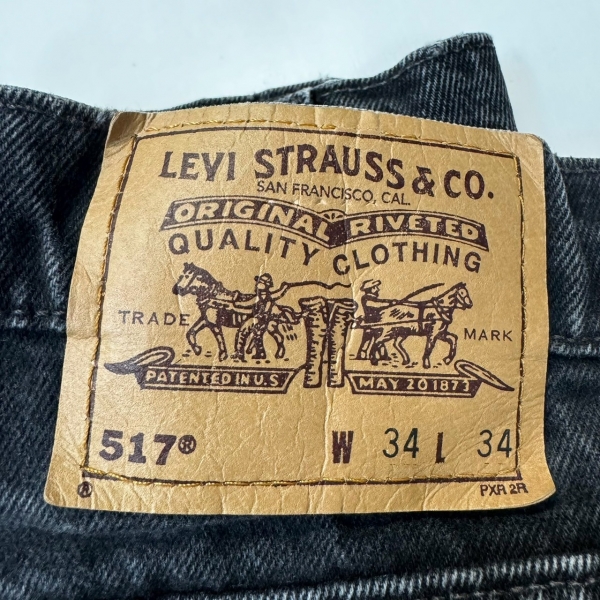 LEVI STRAUSS & CO.
SAN FRANCISCO, CAL.
ORIGINAL RIVETED
QUALITY CLOTHING
TRADE MARK
PATENTED IN U.S. MAY 20 1873
517® W 34 L 34
® PXR 2R